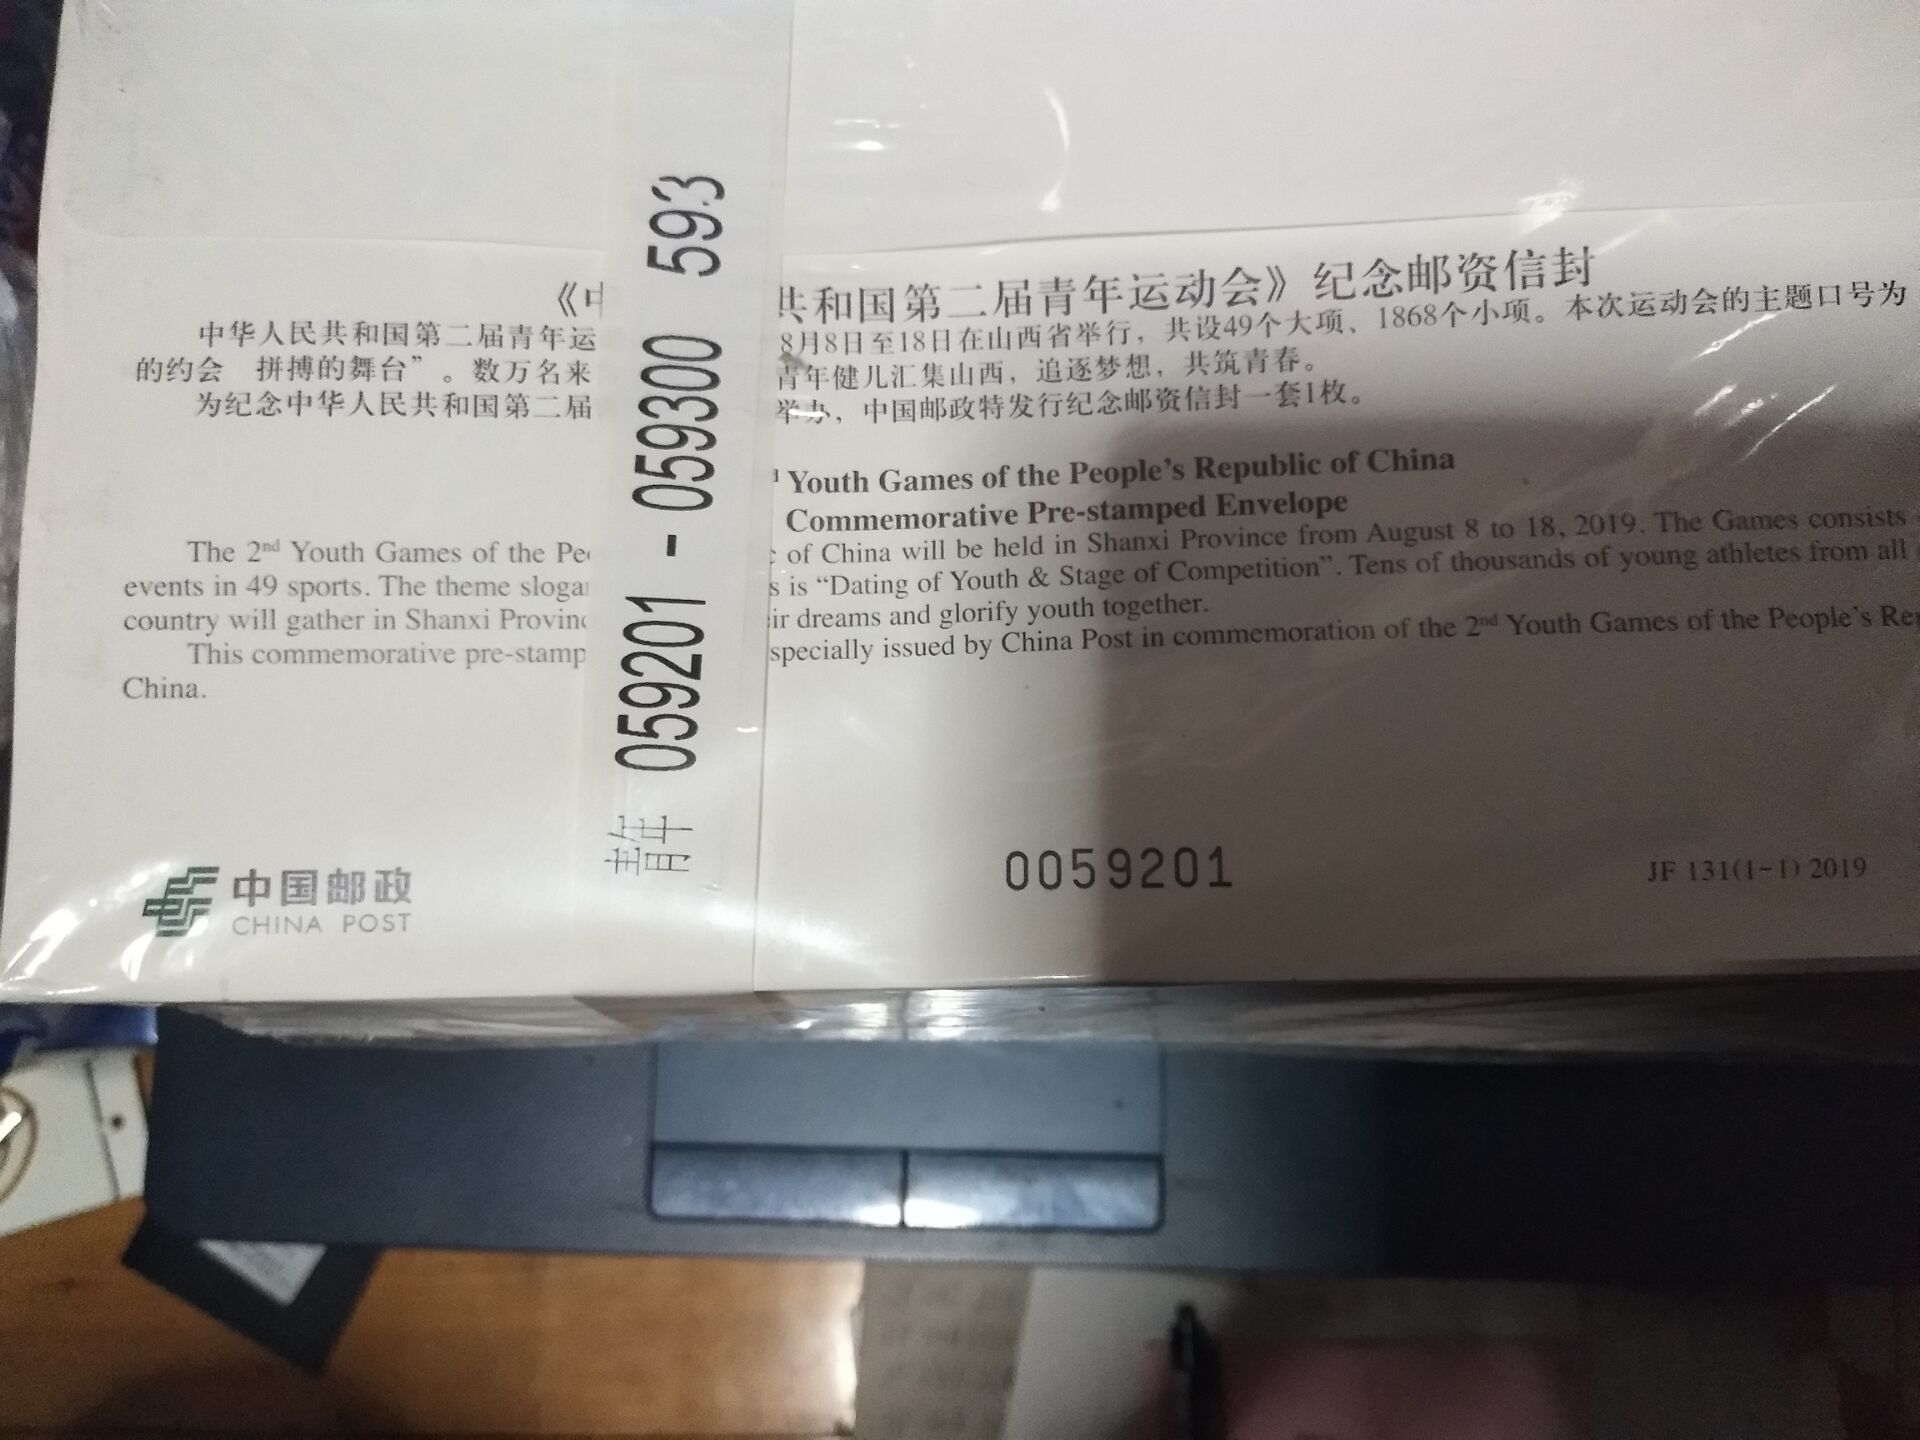 《中
共和国第二届青年运动会》纪念邮资信封
中华人民共和国第二届青年运
8月8日至18日在山西省举行，共设49个大项、1868个小项。本次运动会的主题口号为
的约会 拼搏的舞台”。数万名来
青年健儿汇集山西，追逐梦想，共筑青春。
为纪念中华人民共和国第二届
举办，中国邮政特发行纪念邮资信封一套1枚。
Youth Games of the People's Republic of China
Commemorative Pre-stamped Envelope
The 2nd Youth Games of the Peo
of China will be held in Shanxi Province from August 8 to 18, 2019. The Games consists
events in 49 sports. The theme slogan
s is “Dating of Youth & Stage of Competition”. Tens of thousands of young athletes from all
country will gather in Shanxi Province
ir dreams and glorify youth together.
This commemorative pre-stamp
specially issued by China Post in commemoration of the 2nd Youth Games of the People's Rep
China.
青年 059201 - 059300 593
中国邮政
CHINA POST
0059201
JF 131(1-1) 2019